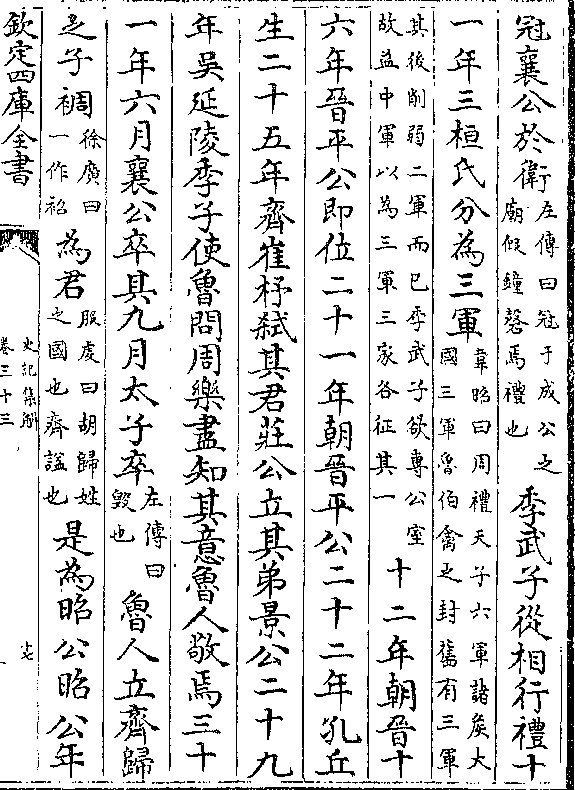 冠襄公於衛左傳曰冠于成公之廟假鐘磬焉禮也季武子從相行禮十
一年三桓氏分為三軍韋昭曰周禮天子六軍諸矦大國三軍魯伯禽之封舊有三軍
其後削弱二軍而已季武子欲專公室故益中軍以為三軍三家各征其一十二年朝晉十
六年晉平公即位二十一年朝晉平公二十二年孔丘
生二十五年齊崔杼弑其君莊公立其弟景公二十九
年吳延陵季子使魯問周樂盡知其意魯人敬焉三十
一年六月襄公卒其九月太子卒左傳曰毀也魯人立齊歸
之子裯徐廣曰一作袑為君服虔曰胡歸姓之國也齊諡也是為昭公昭公年
欽定四庫全書
史記集解
卷三十三
十七